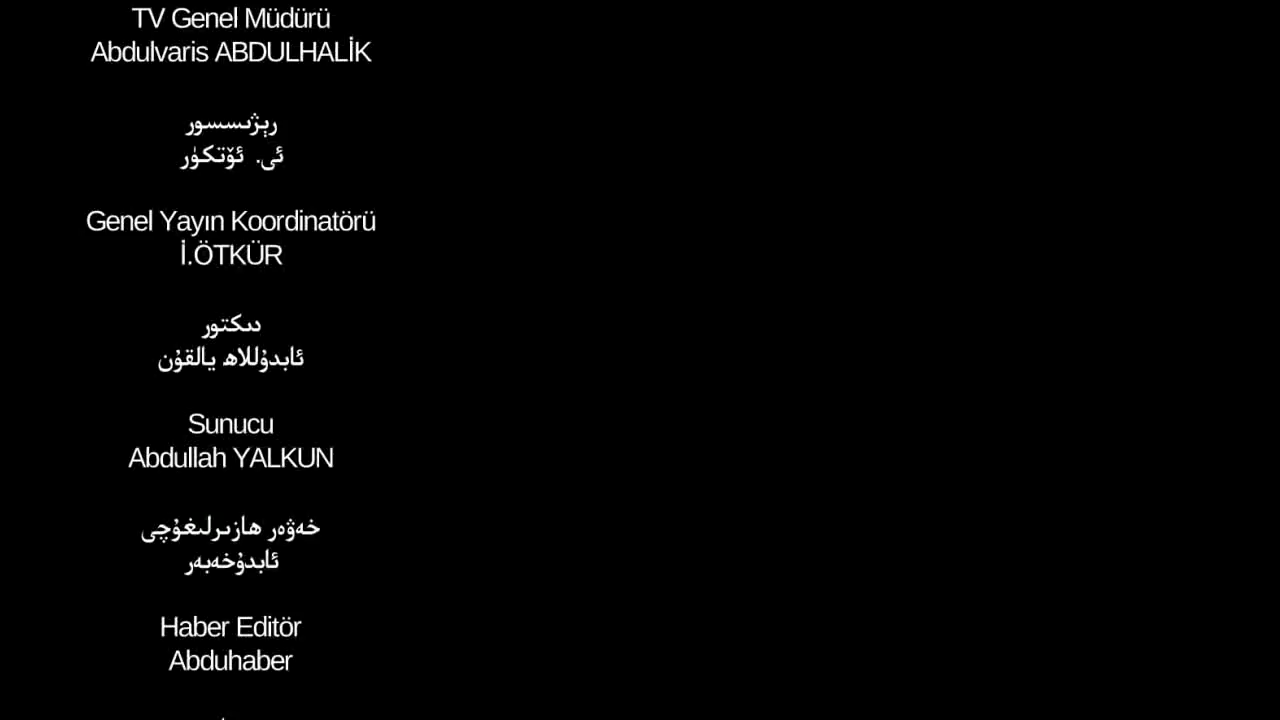 TV Genel Müdürü
Abdulvaris ABDULHALİK
رېژىسسور
ئى. ئۆتكۈر
Genel Yayın Koordinatörü
İ.ÖTKÜR
دىكتور
ئابدۇللاھ يالقۇن
Sunucu
Abdullah YALKUN
خەۋەر ھازىرلىغۇچى
ئابدۇخەبەر
Haber Editör
Abduhaber